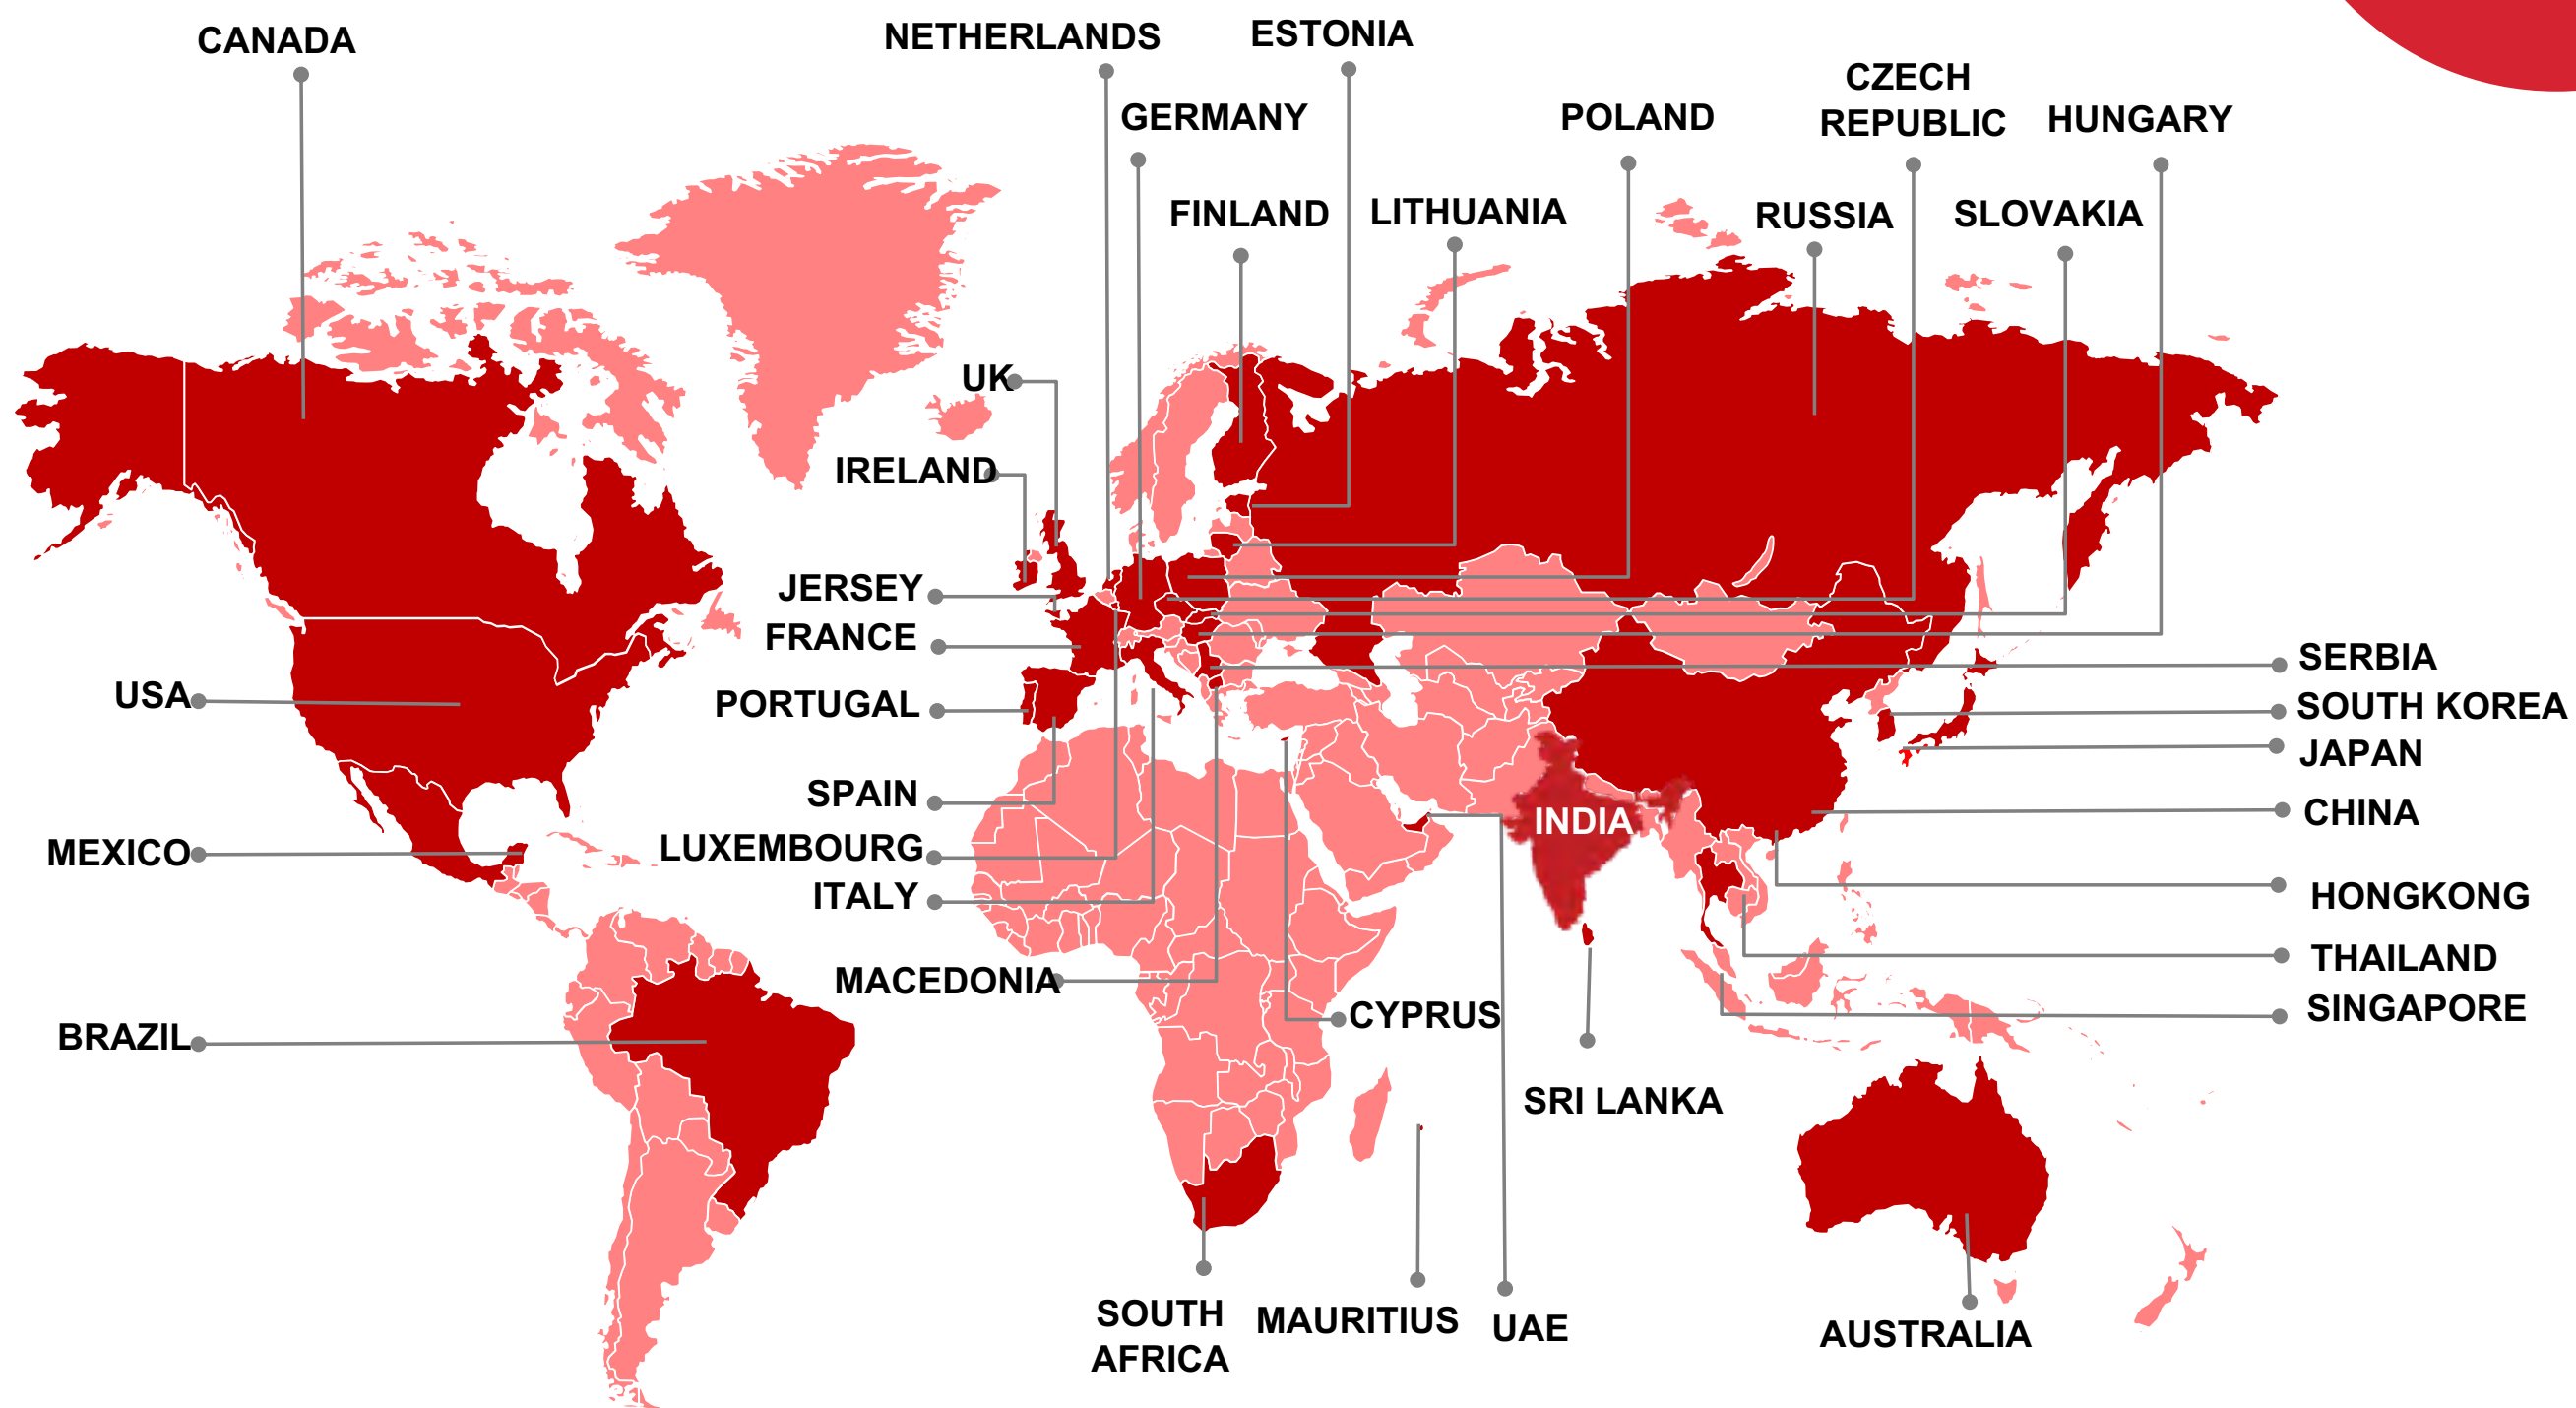 CANADA
NETHERLANDS
ESTONIA
CZECH
REPUBLIC
GERMANY
POLAND
HUNGARY
FINLAND
LITHUANIA
RUSSIA
SLOVAKIA
UK
IRELAND
JERSEY
FRANCE
USA
PORTUGAL
SERBIA
SOUTH KOREA
JAPAN
SPAIN
INDIA
CHINA
MEXICO
LUXEMBOURG
ITALY
HONGKONG
MACEDONIA
THAILAND
CYPRUS
SINGAPORE
BRAZIL
SRI LANKA
SOUTH
AFRICA
MAURITIUS
UAE
AUSTRALIA